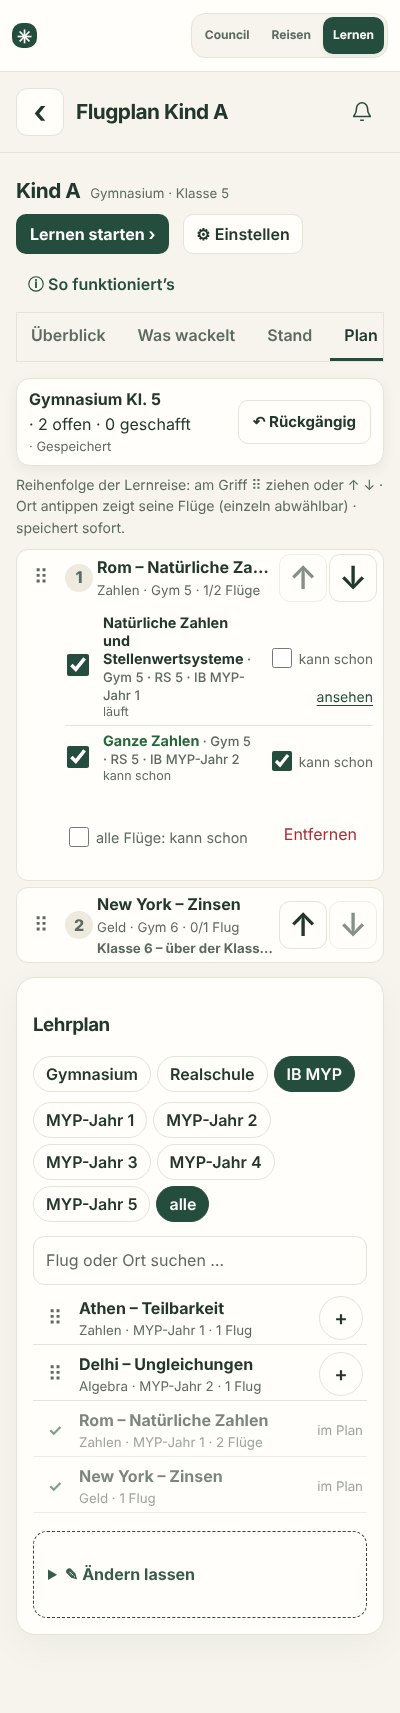 Council Reisen Lernen
‹ Flugplan Kind A
Kind A Gymnasium · Klasse 5
Lernen starten › ⚙ Einstellen
ⓘ So funktioniert’s
Überblick Was wackelt Stand Plan
Gymnasium Kl. 5
· 2 offen · 0 geschafft
· Gespeichert
↶ Rückgängig
Reihenfolge der Lernreise: am Griff ⠿ ziehen oder ↑ ↓ ·
Ort antippen zeigt seine Flüge (einzeln abwählbar) ·
speichert sofort.
⠿ 1 Rom – Natürliche Za… ↑ ↓
Zahlen · Gym 5 · 1/2 Flüge
Natürliche Zahlen
und
Stellenwertsysteme ·
Gym 5 · RS 5 · IB MYP-
Jahr 1
läuft
kann schon
ansehen
Ganze Zahlen · Gym 5
· RS 5 · IB MYP-Jahr 2
kann schon
kann schon
alle Flüge: kann schon Entfernen
⠿ 2 New York – Zinsen ↑ ↓
Geld · Gym 6 · 0/1 Flug
Klasse 6 – über der Klass…
Lehrplan
Gymnasium Realschule IB MYP
MYP-Jahr 1 MYP-Jahr 2
MYP-Jahr 3 MYP-Jahr 4
MYP-Jahr 5 alle
Flug oder Ort suchen …
⠿ Athen – Teilbarkeit +
Zahlen · MYP-Jahr 1 · 1 Flug
⠿ Delhi – Ungleichungen +
Algebra · MYP-Jahr 2 · 1 Flug
✓ Rom – Natürliche Zahlen im Plan
Zahlen · MYP-Jahr 1 · 2 Flüge
✓ New York – Zinsen im Plan
Geld · 1 Flug
▶ ✎ Ändern lassen